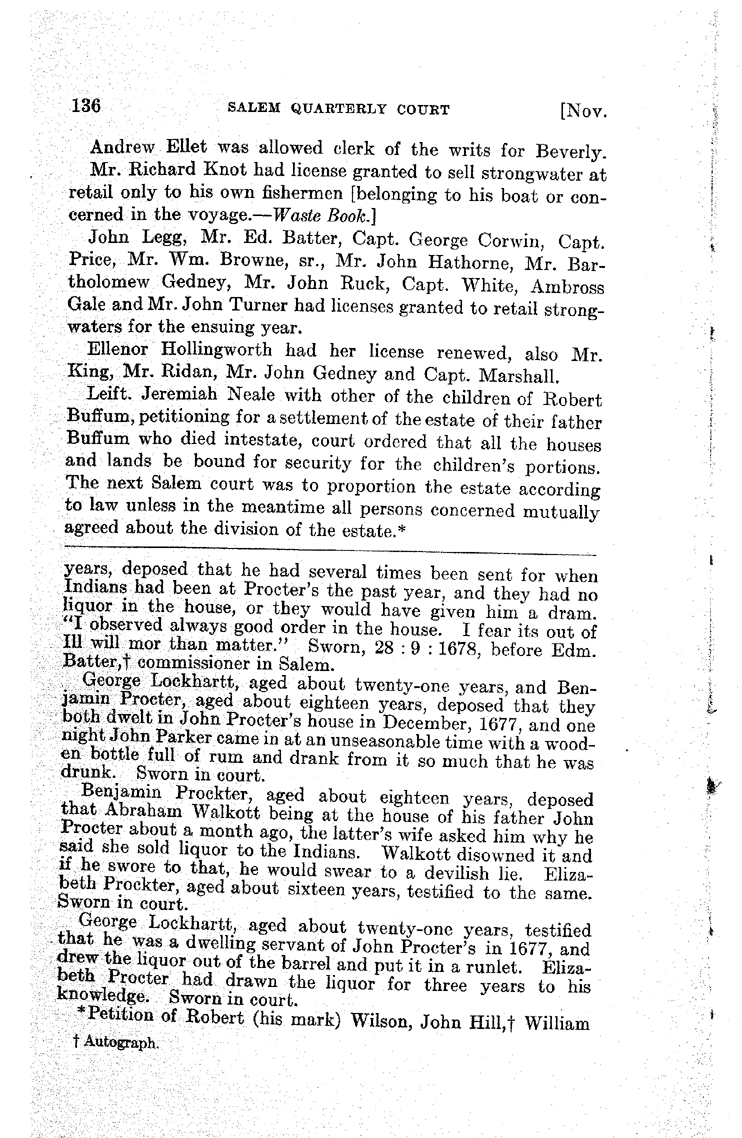 136 SALEM QUARTERLY COURT [Nov.
Andrew Ellet was allowed clerk of the writs for Beverly.
Mr. Richard Knot had license granted to sell strongwater at
retail only to his own fishermen [belonging to his boat or con-
cerned in the voyage.—Waste Book.]
John Legg, Mr. Ed. Batter, Capt. George Corwin, Capt.
Price, Mr. Wm. Browne, sr., Mr. John Hathorne, Mr. Bar-
tholomew Gedney, Mr. John Ruck, Capt. White, Ambross
Gale and Mr. John Turner had licenses granted to retail strong-
waters for the ensuing year.
Ellenor Hollingworth had her license renewed, also Mr.
King, Mr. Ridan, Mr. John Gedney and Capt. Marshall.
Leift. Jeremiah Neale with other of the children of Robert
Buffum, petitioning for a settlement of the estate of their father
Buffum who died intestate, court ordered that all the houses
and lands be bound for security for the children's portions.
The next Salem court was to proportion the estate according
to law unless in the meantime all persons concerned mutually
agreed about the division of the estate.*
years, deposed that he had several times been sent for when
Indians had been at Procter's the past year, and they had no
liquor in the house, or they would have given him a dram.
"I observed always good order in the house. I fear its out of
Ill will mor than matter." Sworn, 28 : 9 : 1678, before Edm.
Batter,† commissioner in Salem.
George Lockhartt, aged about twenty-one years, and Ben-
jamin Procter, aged about eighteen years, deposed that they
both dwelt in John Procter's house in December, 1677, and one
night John Parker came in at an unseasonable time with a wood-
en bottle full of rum and drank from it so much that he was
drunk. Sworn in court.
Benjamin Prockter, aged about eighteen years, deposed
that Abraham Walkott being at the house of his father John
Procter about a month ago, the latter's wife asked him why he
said she sold liquor to the Indians. Walkott disowned it and
if he swore to that, he would swear to a devilish lie. Eliza-
beth Prockter, aged about sixteen years, testified to the same.
Sworn in court.
George Lockhartt, aged about twenty-one years, testified
that he was a dwelling servant of John Procter's in 1677, and
drew the liquor out of the barrel and put it in a runlet. Eliza-
beth Procter had drawn the liquor for three years to his
knowledge. Sworn in court.
*Petition of Robert (his mark) Wilson, John Hill,† William
† Autograph.